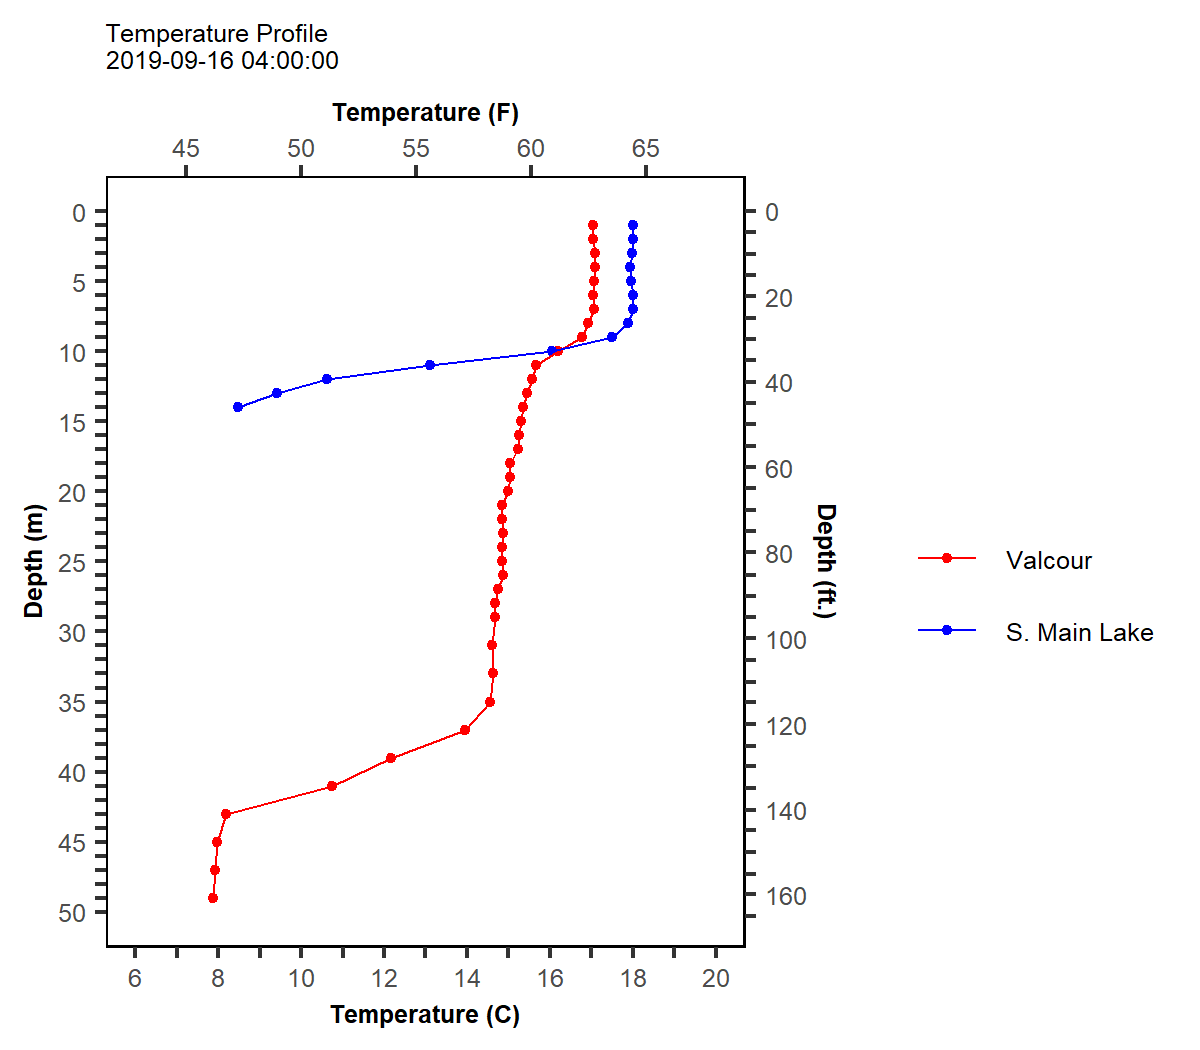 Temperature Profile
2019-09-16 04:00:00
Temperature (F)
45 50 55 60 65
0 0
5
20
10
40
15
60
20
Depth (m)
Depth (ft.)
80
25
Valcour
30
100
S. Main Lake
35
120
40
140
45
160
50
6 8 10 12 14 16 18 20
Temperature (C)